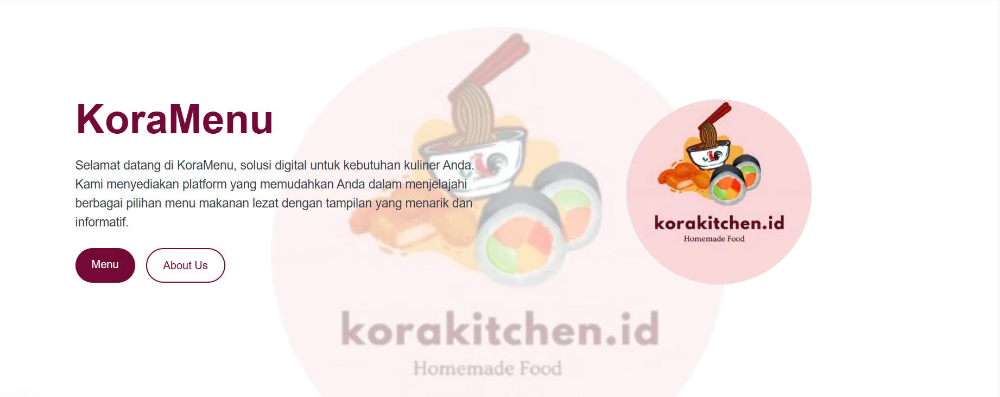 KoraMenu
Selamat datang di KoraMenu, solusi digital untuk kebutuhan kuliner Anda.
Kami menyediakan platform yang memudahkan Anda dalam menjelajahi
berbagai pilihan menu makanan lezat dengan tampilan yang menarik dan
informatif.
Menu
About Us
korakitchen.id
Homemade Food
korakitchen.id
Homemade Food